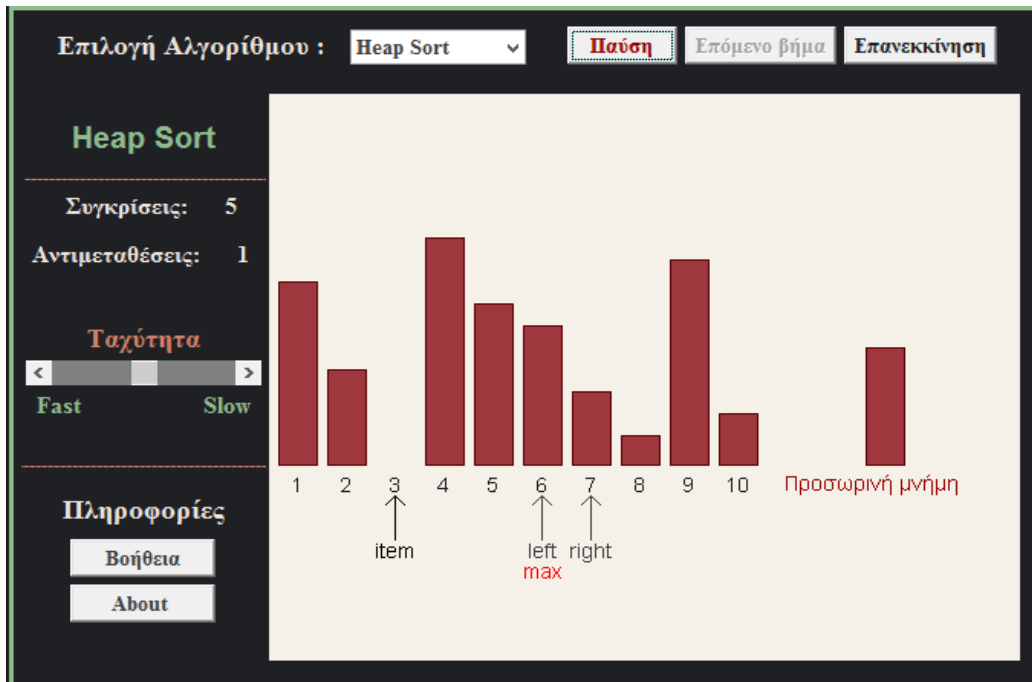 Επιλογή Αλγορίθμου : Heap Sort Παύση Επόμενο βήμα Επανεκκίνηση
Heap Sort
Συγκρίσεις: 5
Αντιμεταθέσεις: 1
Ταχύτητα
Fast Slow
Πληροφορίες
Βοήθεια
About
1 2 3 4 5 6 7 8 9 10 Προσωρινή μνήμη
item left right
max